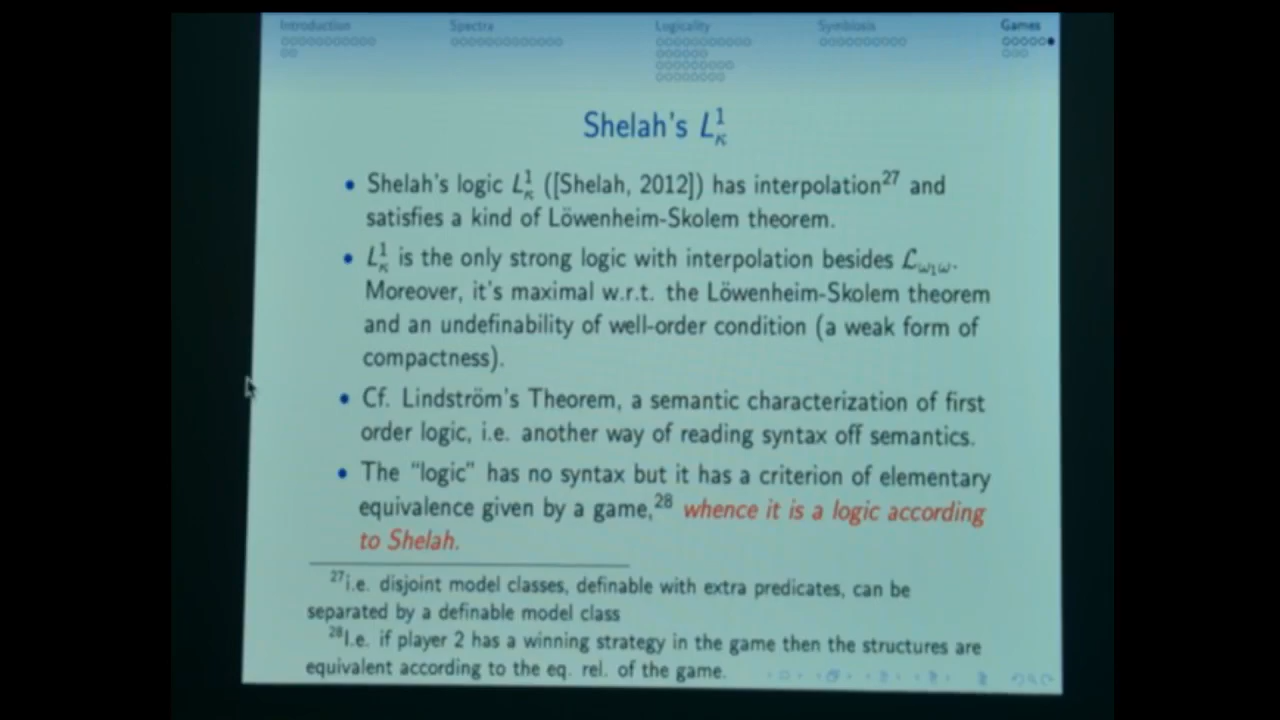 Introduction Spectra Logicality Symbiosis Games
Shelah's L¹κ
• Shelah's logic L¹κ ([Shelah, 2012]) has interpolation²⁷ and
satisfies a kind of Löwenheim-Skolem theorem.
• L¹κ is the only strong logic with interpolation besides ℒω₁ω.
Moreover, it's maximal w.r.t. the Löwenheim-Skolem theorem
and an undefinability of well-order condition (a weak form of
compactness).
• Cf. Lindström's Theorem, a semantic characterization of first
order logic, i.e. another way of reading syntax off semantics.
• The "logic" has no syntax but it has a criterion of elementary
equivalence given by a game,²⁸ whence it is a logic according
to Shelah.
²⁷i.e. disjoint model classes, definable with extra predicates, can be
separated by a definable model class
²⁸I.e. if player 2 has a winning strategy in the game then the structures are
equivalent according to the eq. rel. of the game.